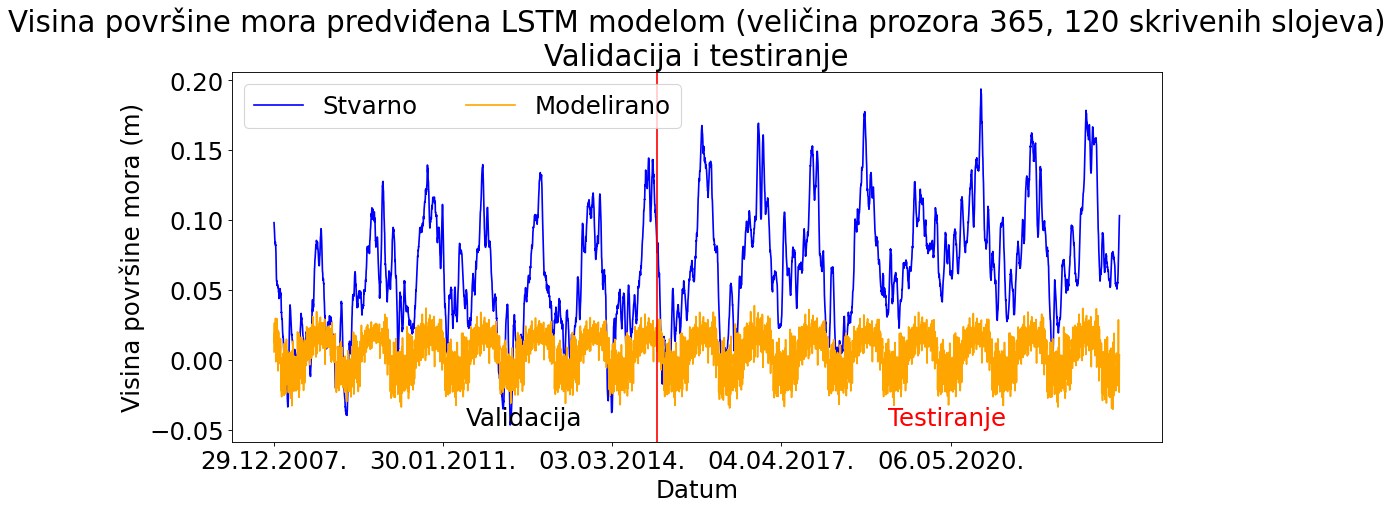 Visina površine mora predviđena LSTM modelom (veličina prozora 365, 120 skrivenih slojeva)
Validacija i testiranje
Stvarno Modelirano
Visina površine mora (m)
0.20
0.15
0.10
0.05
0.00
−0.05
Validacija Testiranje
29.12.2007. 30.01.2011. 03.03.2014. 04.04.2017. 06.05.2020.
Datum